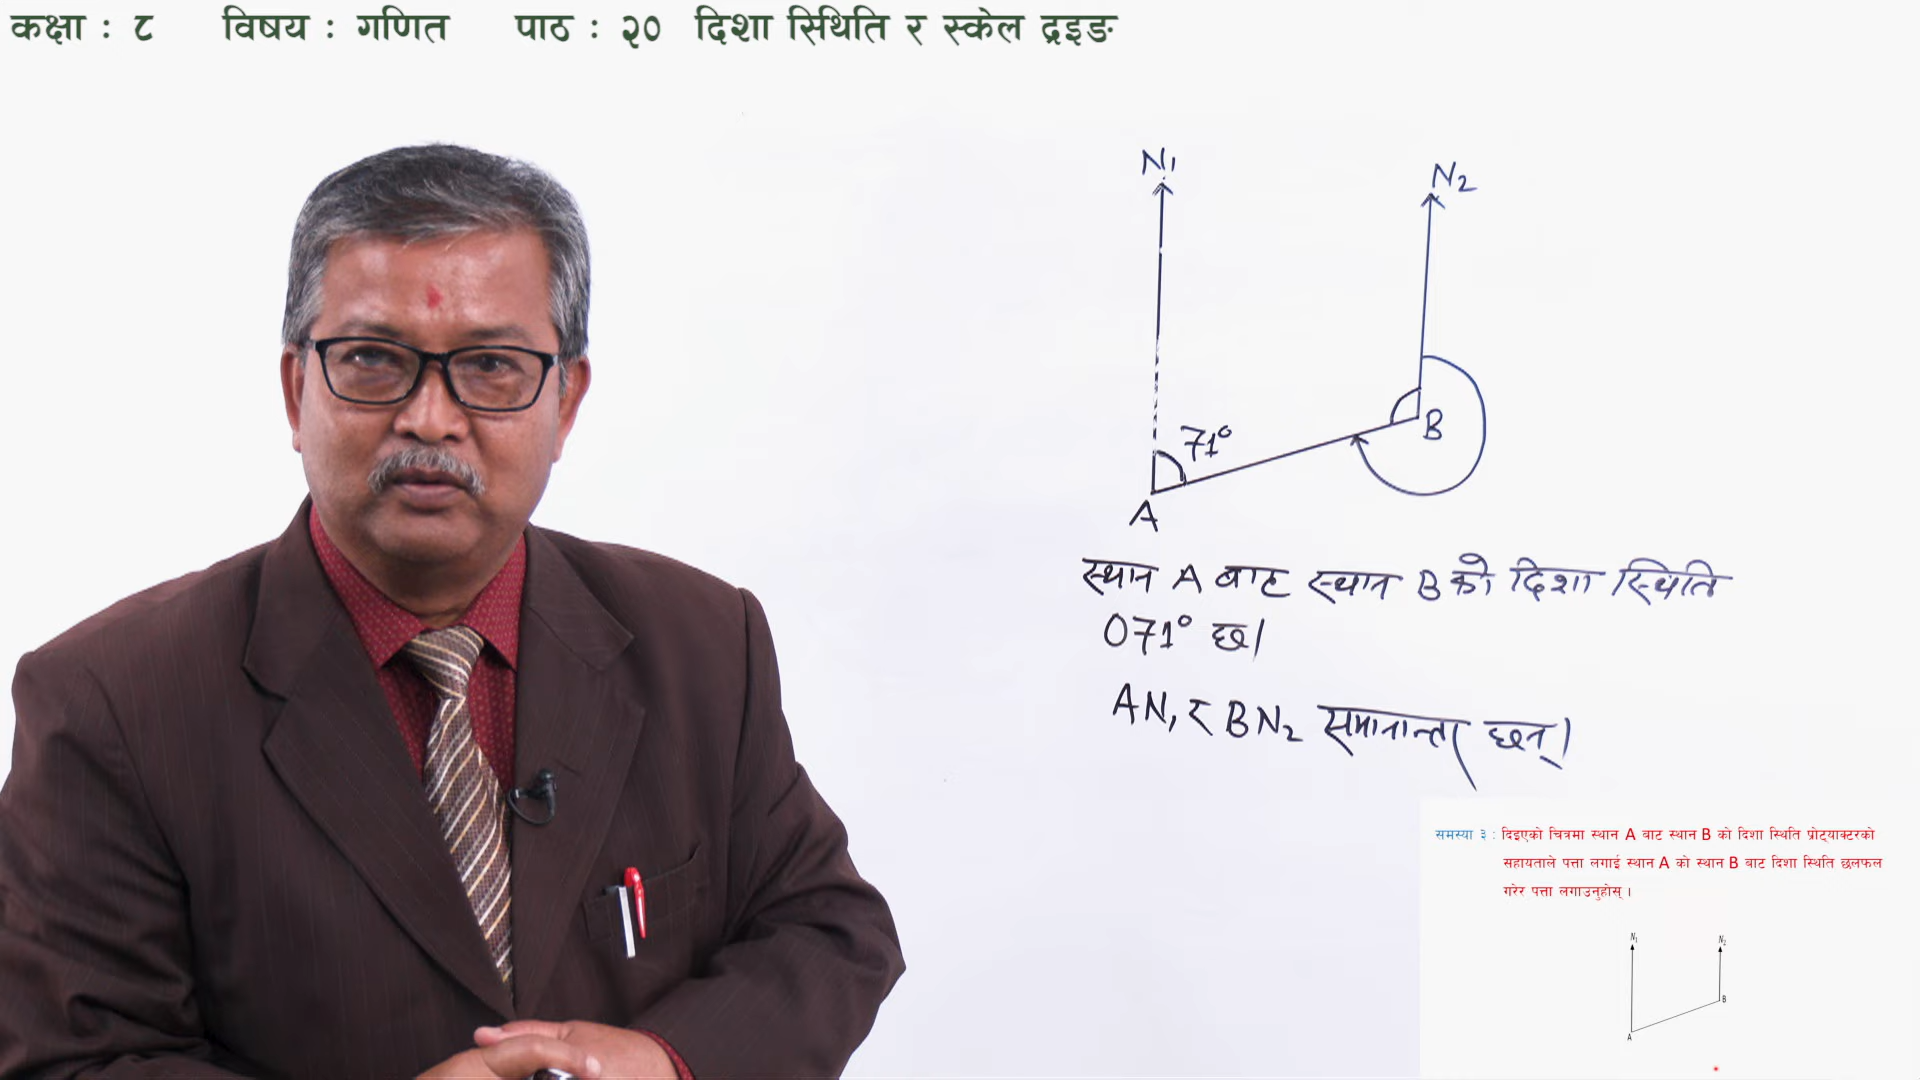 कक्षा : ८ विषय : गणित पाठ : २० दिशा स्थिति र स्केल द्रइङ
N1
N2
71°
B
A
स्थान A बाट स्थान B को दिशा स्थिति
071° छ।
AN1 र BN2 समानान्तर छन्।
समस्या ३ : दिइएको चित्रमा स्थान A बाट स्थान B को दिशा स्थिति प्रोट्याक्टरको
सहायताले पत्ता लगाई स्थान A को स्थान B बाट दिशा स्थिति छलफल
गरेर पत्ता लगाउनुहोस् ।
N1
N2
B
A